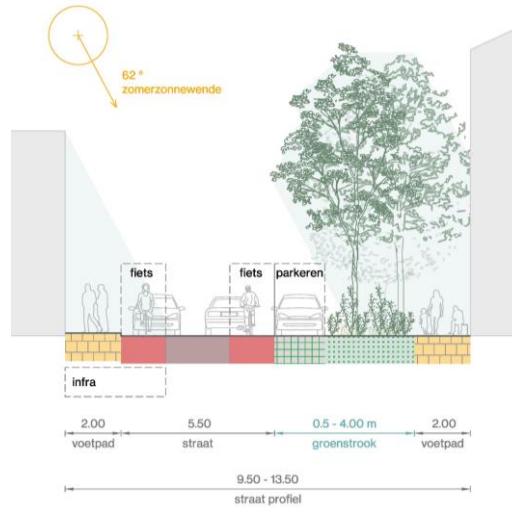 62 °
zomerzonnewende
fiets
fiets
parkeren
infra
2.00
5.50
0.5 - 4.00 m
2.00
voetpad
straat
groenstrook
voetpad
9.50 - 13.50
straat profiel